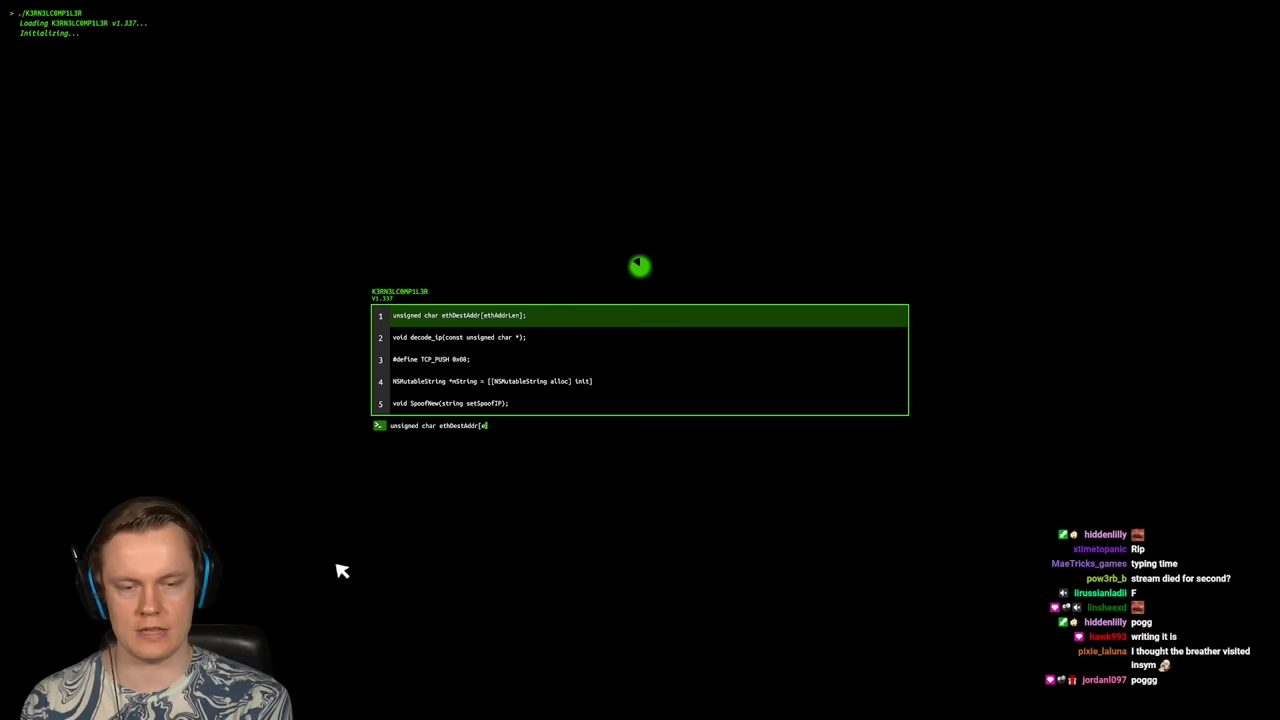 > ./K3RN3LC0MP1L3R
Loading K3RN3LC0MP1L3R v1.337...
Initializing...
K3RN3LC0MP1L3R
V1.337
1 unsigned char ethDestAddr[ethAddrLen];
2 void decode_ip(const unsigned char *);
3 #define TCP_PUSH 0x08;
4 NSMutableString *mString = [[NSMutableString alloc] init]
5 void SpoofNew(string setSpoofIP);
>_ unsigned char ethDestAddr[e
hiddenlilly
xtimetopanic Rip
MaeTricks_games typing time
pow3rb_b stream died for second?
iirussianladii F
linsheexd
hiddenlilly pogg
hawk993 writing it is
pixie_laluna I thought the breather visited
insym
jordanl097 poggg